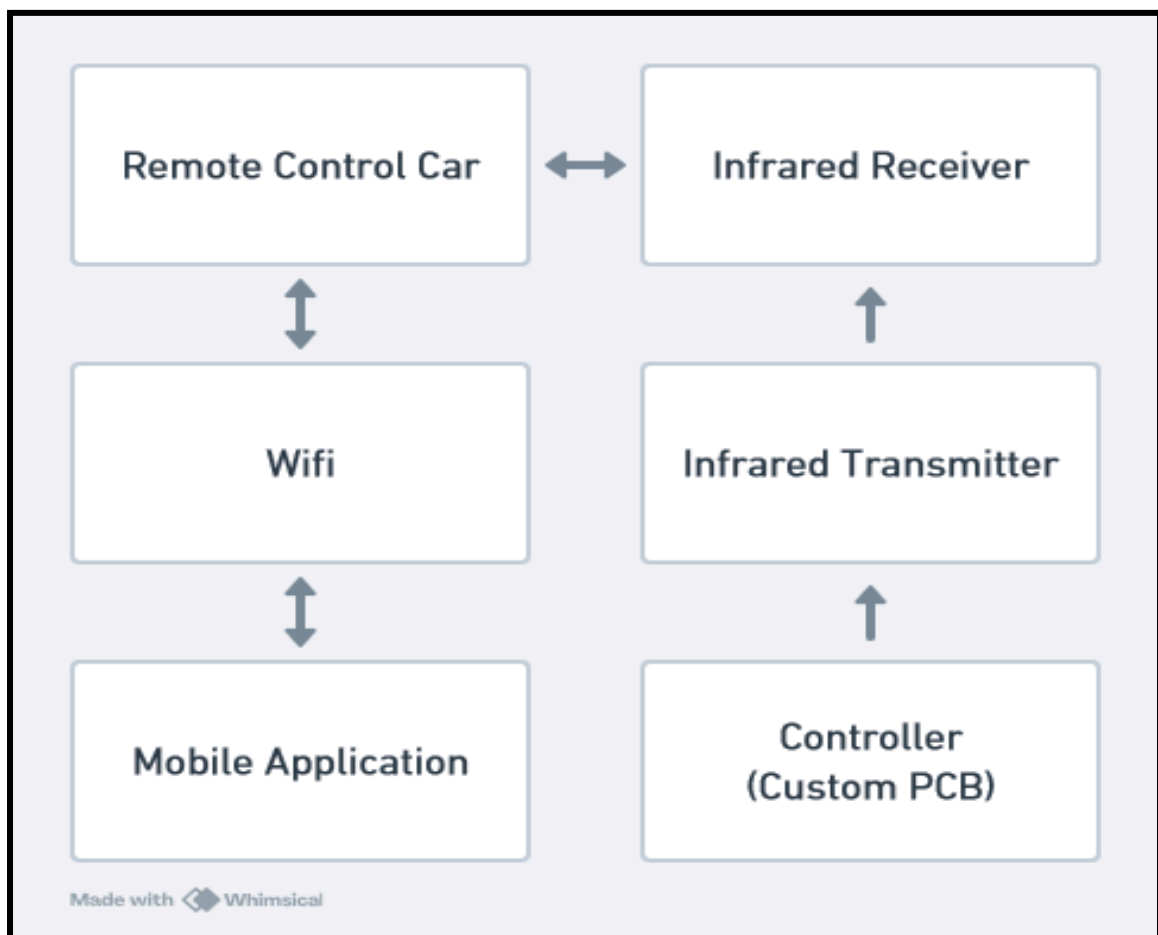 Remote Control Car
Infrared Receiver
Wifi
Infrared Transmitter
Mobile Application
Controller
(Custom PCB)
Made with Whimsical